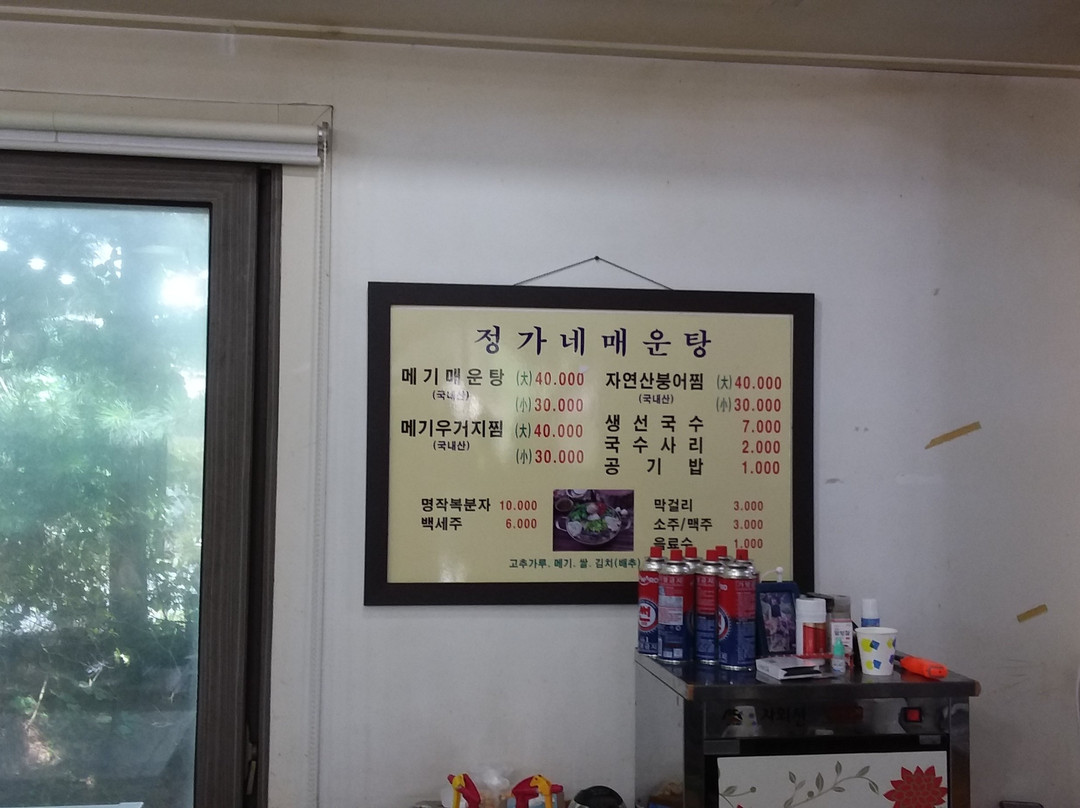 정가네매운탕
메기매운탕 (大) 40.000
(국내산) (小) 30.000
메기우거지찜 (大) 40.000
(국내산) (小) 30.000
자연산붕어찜 (大) 40.000
(국내산) (小) 30.000
생선국수 7.000
국수사리 2.000
공기밥 1.000
명작복분자 10.000
백세주 6.000
막걸리 3.000
소주/맥주 3.000
음료수 1.000
고추가루. 메기. 쌀. 김치(배추)
썬
자외선